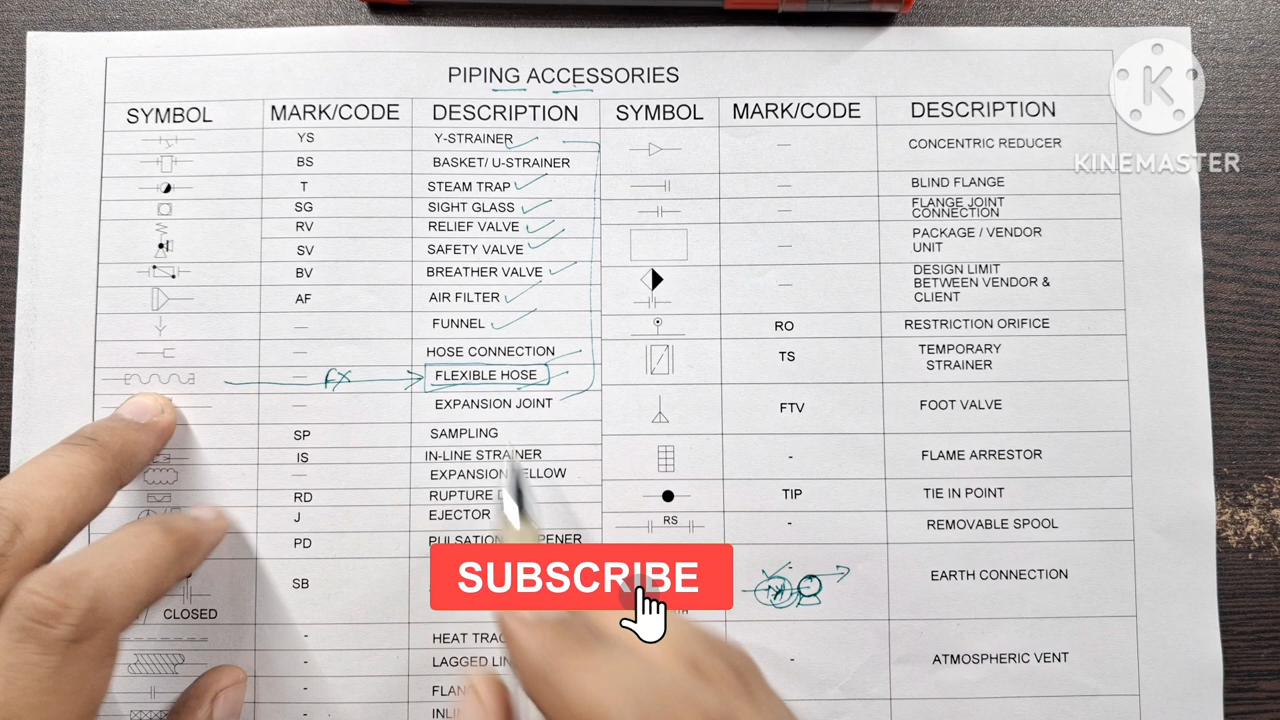 PIPING ACCESSORIES
SYMBOL MARK/CODE DESCRIPTION SYMBOL MARK/CODE DESCRIPTION
YS Y-STRAINER
BS BASKET/ U-STRAINER
T STEAM TRAP
SG SIGHT GLASS
RV RELIEF VALVE
SV SAFETY VALVE
BV BREATHER VALVE
AF AIR FILTER
— FUNNEL
— HOSE CONNECTION
— FX FLEXIBLE HOSE
— EXPANSION JOINT
SP SAMPLING
IS IN-LINE STRAINER
— EXPANSION
RD RUPTURE
J EJECTOR
PD
SB
CLOSED
- HEAT
- LAGGED
-
-
— CONCENTRIC REDUCER
— BLIND FLANGE
— FLANGE JOINT
CONNECTION
— PACKAGE / VENDOR
UNIT
— DESIGN LIMIT
BETWEEN VENDOR &
CLIENT
RO RESTRICTION ORIFICE
TS TEMPORARY
STRAINER
FTV FOOT VALVE
- FLAME ARRESTOR
TIP TIE IN POINT
RS - REMOVABLE SPOOL
EARTH CONNECTION
- ATMOSPHERIC VENT
K
KINEMASTER
SUBSCRIBE